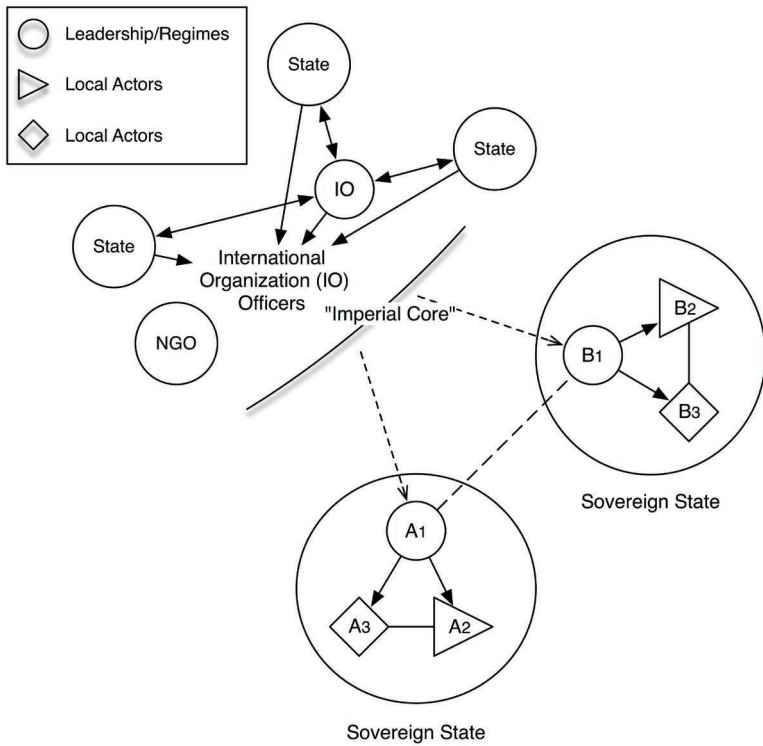 Leadership/Regimes
Local Actors
Local Actors
State
State
IO
State
International
Organization (IO)
Officers
"Imperial Core"
NGO
B2
B1
B3
Sovereign State
A1
A3
A2
Sovereign State